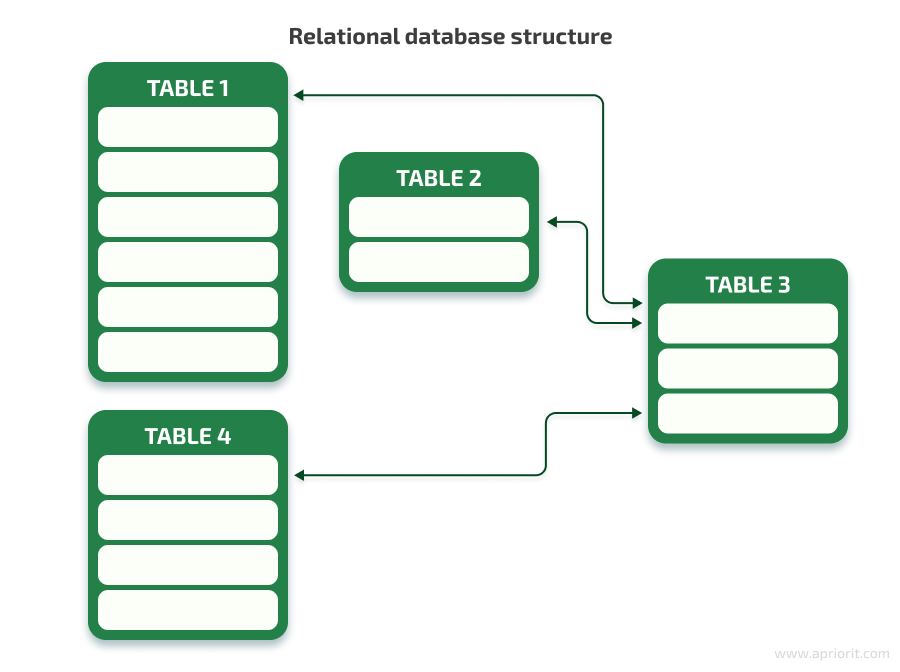 Relational database structure
TABLE 1
TABLE 2
TABLE 3
TABLE 4
www.apriorit.com